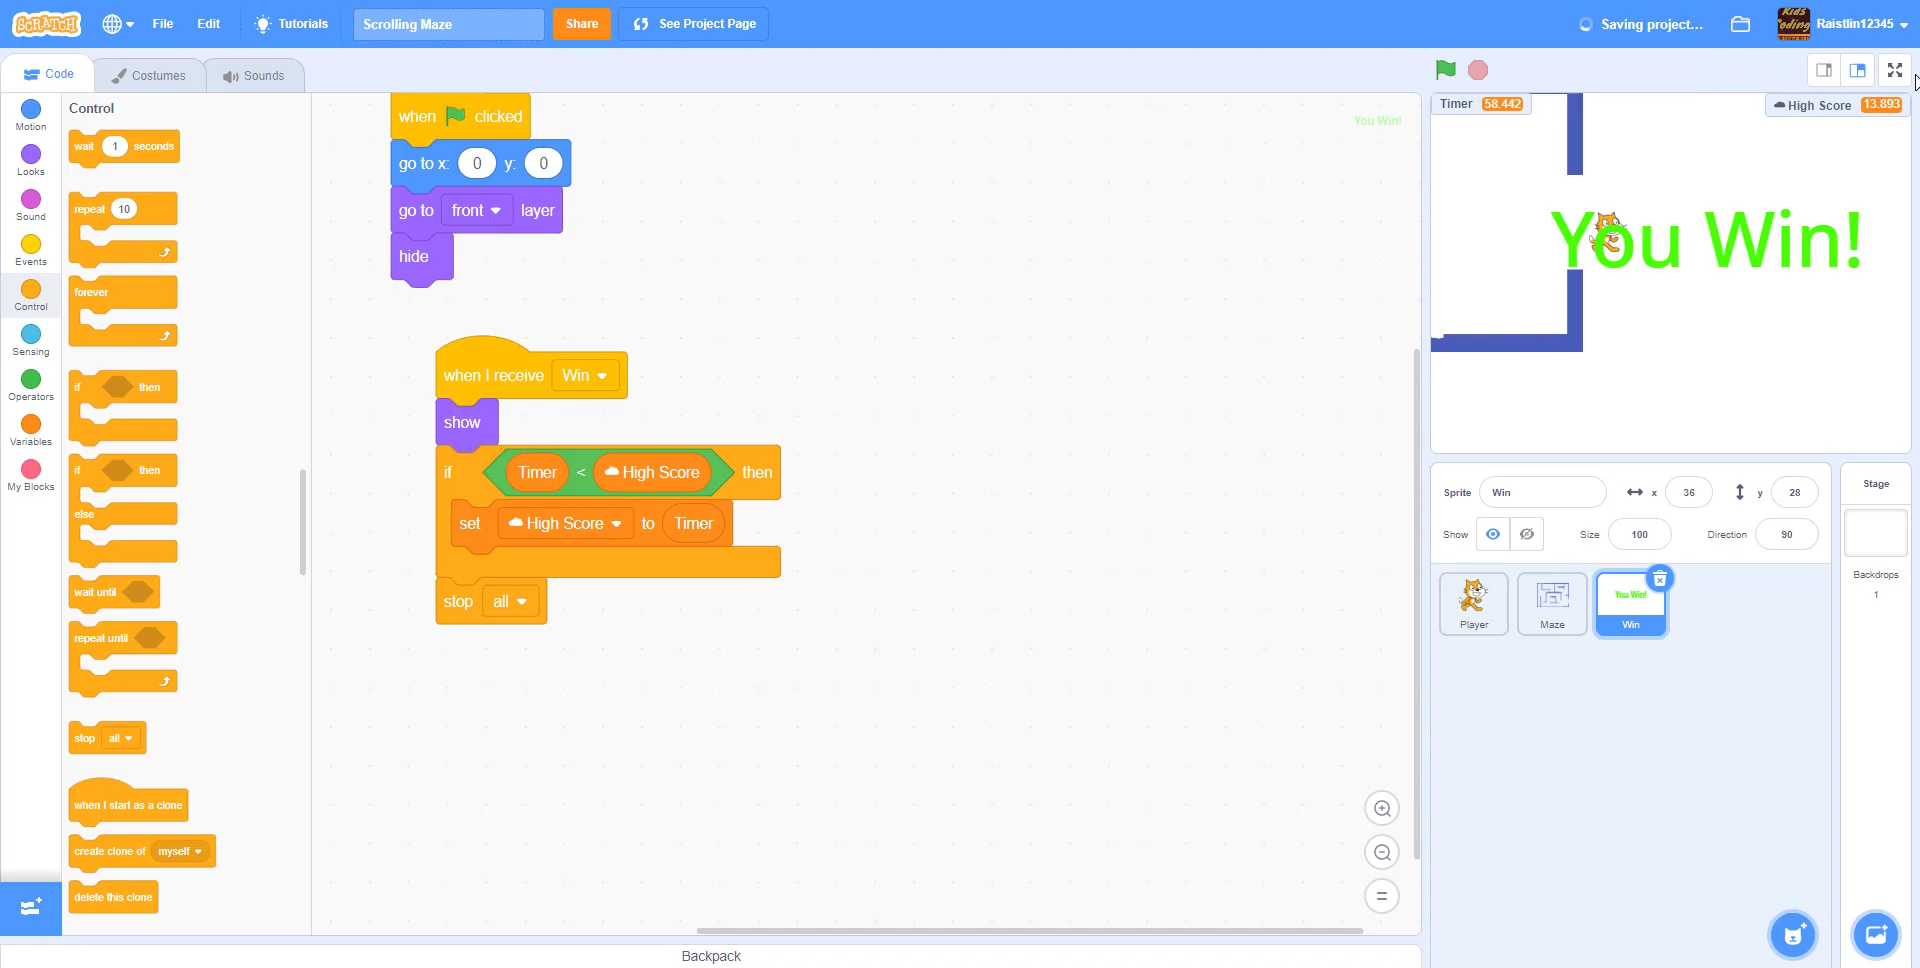 SCRATCH File Edit Tutorials Scrolling Maze Share See Project Page Saving project... Raistlin12345
Code Costumes Sounds
Motion
Looks
Sound
Events
Control
Sensing
Operators
Variables
My Blocks
Control
wait 1 seconds
repeat 10
forever
if then
if then
else
wait until
repeat until
stop all
when I start as a clone
create clone of myself
delete this clone
when clicked
go to x: 0 y: 0
go to front layer
hide
when I receive Win
show
if Timer < High Score then
set High Score to Timer
stop all
You Win!
Backpack
Timer 58.442 High Score 13.893
You Win!
Sprite Win x 36 y 28
Show Size 100 Direction 90
Player
Maze
You Win!
Win
Stage
Backdrops
1